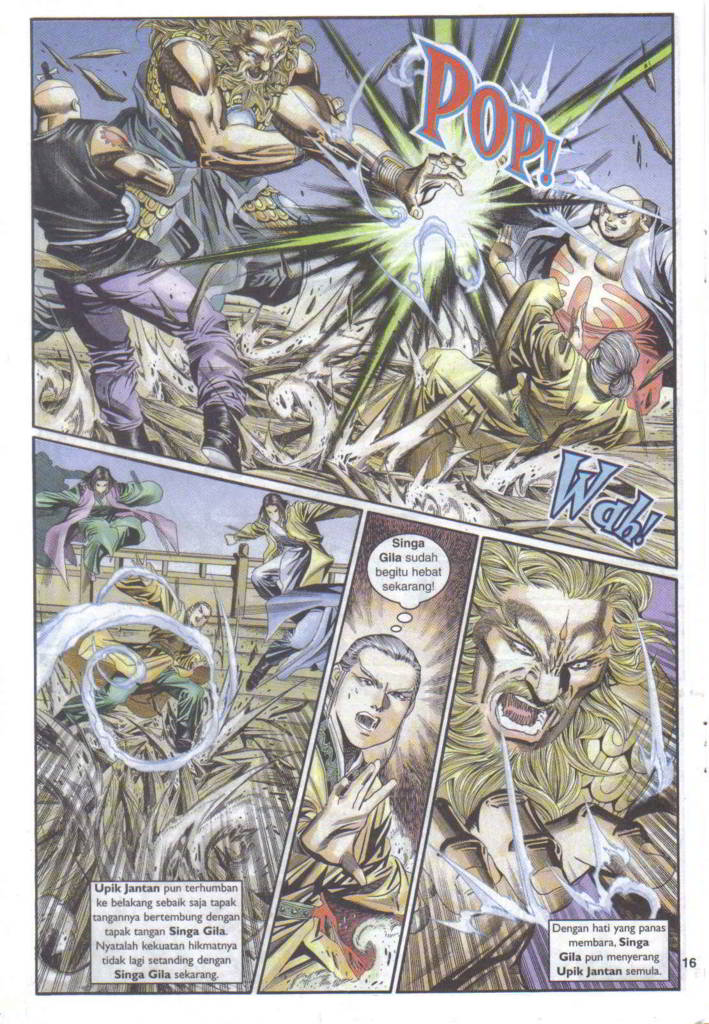 POP!
Wah!
Singa
Gila sudah
begitu hebat
sekarang!
Upik Jantan pun terhumban
ke belakang sebaik saja tapak
tangannya bertembung dengan
tapak tangan Singa Gila.
Nyatalah kekuatan hikmatnya
tidak lagi setanding dengan
Singa Gila sekarang.
Dengan hati yang panas
membara, Singa
Gila pun menyerang
Upik Jantan semula.
16